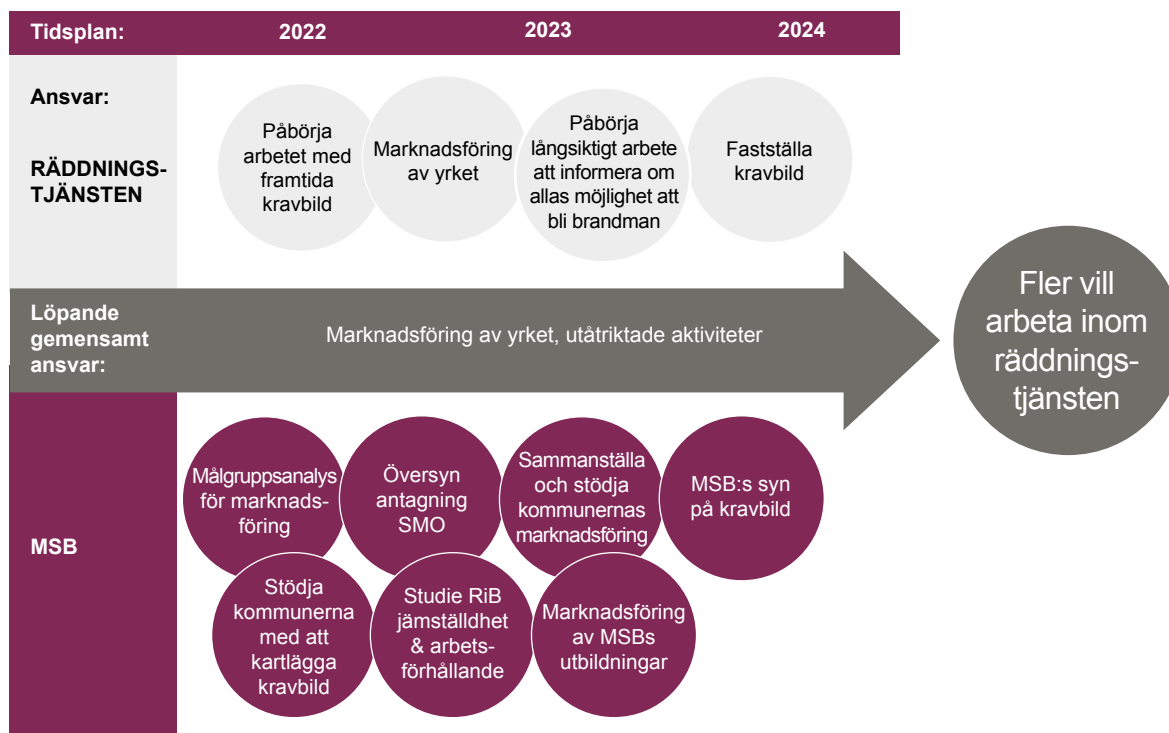 Tidsplan:
2022
2023
2024
Ansvar:
RÄDDNINGS-
TJÄNSTEN
Påbörja
arbetet med
framtida
kravbild
Marknadsföring
av yrket
Påbörja
långsiktigt arbete
att informera om
allas möjlighet att
bli brandman
Fastställa
kravbild
Löpande
gemensamt
ansvar:
Marknadsföring av yrket, utåtriktade aktiviteter
Fler vill
arbeta inom
räddnings-
tjänsten
MSB
Målgruppsanalys
för marknads-
föring
Översyn
antagning
SMO
Sammanställa
och stödja
kommunernas
marknadsföring
MSB:s syn
på kravbild
Stödja
kommunerna
med att
kartlägga
kravbild
Studie RiB
jämställdhet
& arbets-
förhållande
Marknadsföring
av MSBs
utbildningar